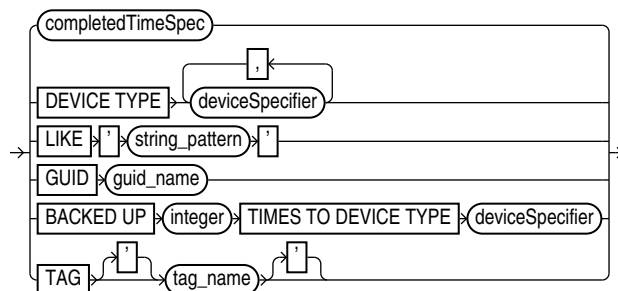 completedTimeSpec
,
DEVICE TYPE deviceSpecifier
LIKE ' string_pattern '
GUID guid_name
BACKED UP integer TIMES TO DEVICE TYPE deviceSpecifier
TAG ' tag_name '